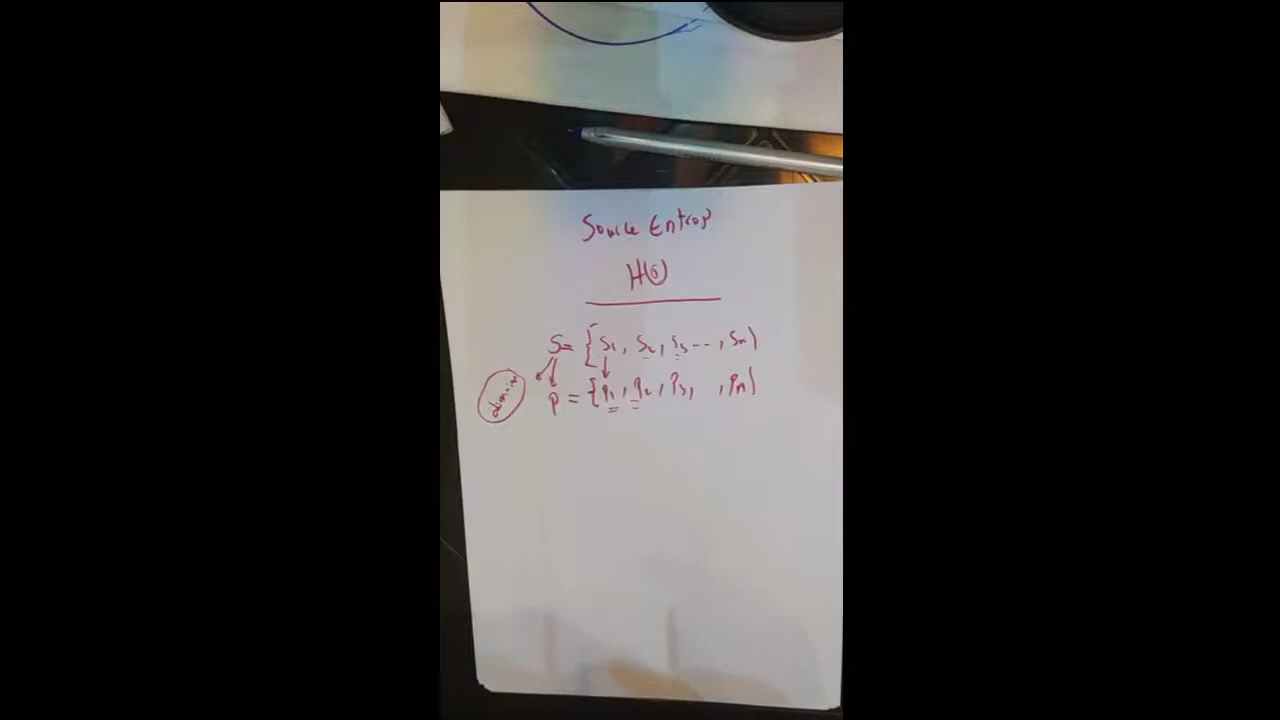 Source Entropy
H(S)
S = { S1, S2, S3 --, Sn }
P = { P1, P2, P3, , Pn }